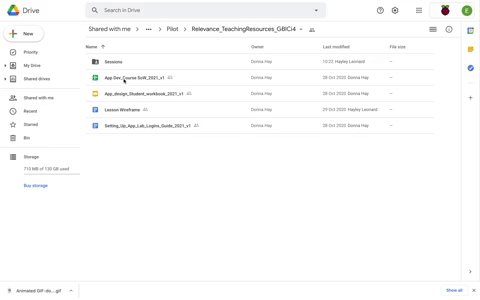 Drive
Search in Drive
E
New
Priority
My Drive
Shared drives
Shared with me
Recent
Starred
Bin
Storage
710 MB of 130 GB used
Buy storage
Shared with me > ... > Pilot > Relevance_TeachingResources_GBICi4
Name Owner Last modified File size
Sessions Donna Hay 10:22 Hayley Leonard –
App Dev_Course SoW_2021_v1 Donna Hay 28 Oct 2020 Donna Hay –
App_design_Student_workbook_2021_v1 Donna Hay 28 Oct 2020 Donna Hay –
Lesson Wireframe Donna Hay 29 Oct 2020 Hayley Leonard –
Setting_Up_App_Lab_Logins_Guide_2021_v1 Donna Hay 28 Oct 2020 Donna Hay –
Animated GIF-do....gif
Show all